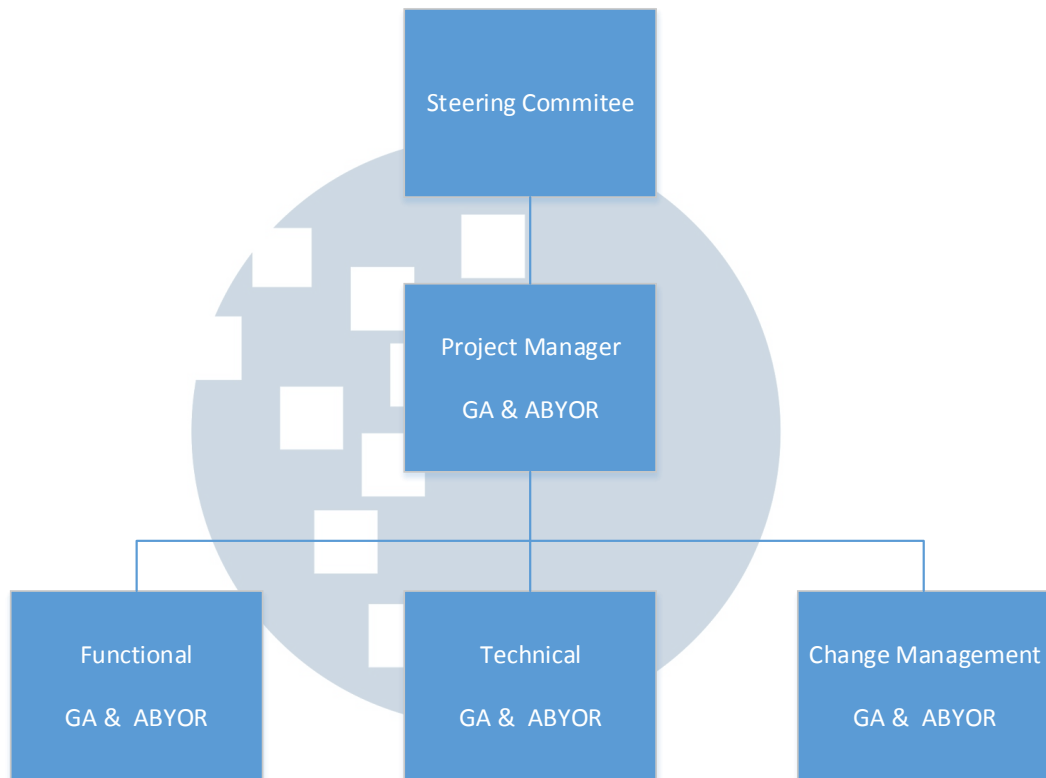 Steering Commitee
Project Manager
GA & ABYOR
Functional
GA &  ABYOR
Technical
GA &  ABYOR
Change Management
GA &  ABYOR